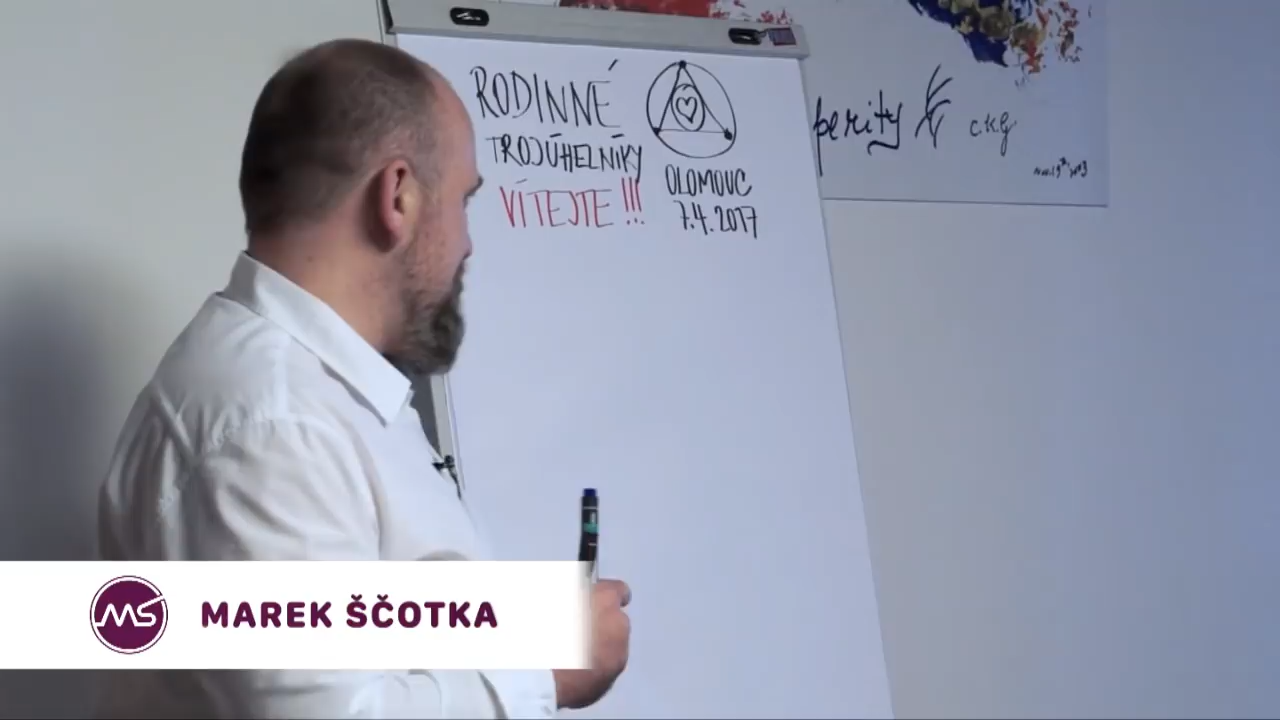 RODINNÉ
TROJÚHELNÍKY
VÍTEJTE!!!
OLOMOUC
7.4.2017
perity
MS MAREK ŠČOTKA